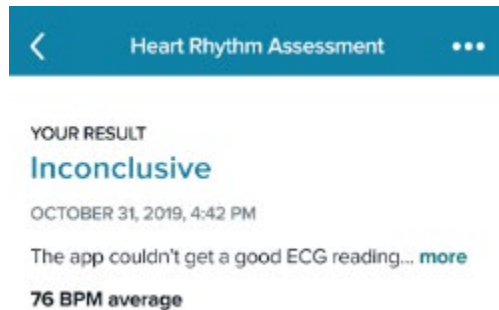 Heart Rhythm Assessment
YOUR RESULT
Inconclusive
OCTOBER 31, 2019, 4:42 PM
The app couldn't get a good ECG reading... more
76 BPM average